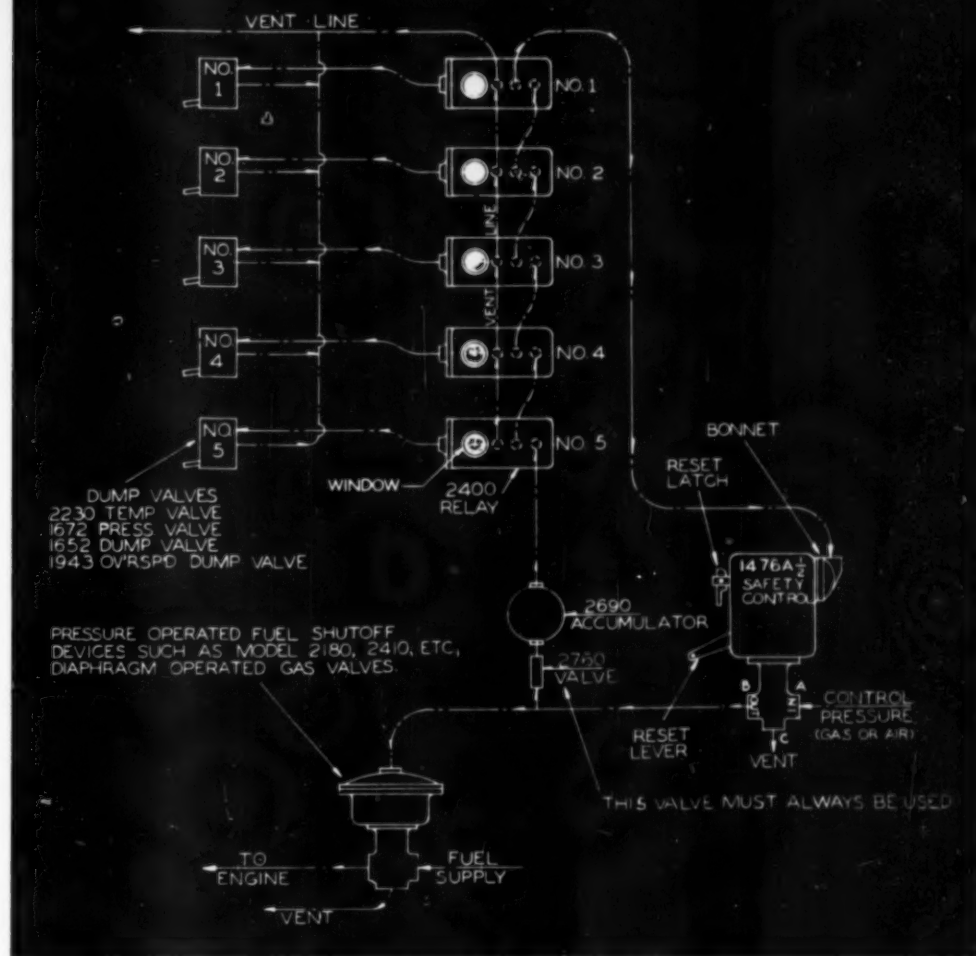 VENT LINE
NO.
1
NO. 1
NO.
2
NO. 2
VENT LINE
NO.
3
NO. 3
NO.
4
NO. 4
NO.
5
NO. 5
WINDOW
2400
RELAY
BONNET
RESET
LATCH
DUMP VALVES
2230 TEMP VALVE
1672 PRESS VALVE
1652 DUMP VALVE
1943 OV'RSP'D DUMP VALVE
1476A½
SAFETY
CONTROL
2690
ACCUMULATOR
PRESSURE OPERATED FUEL SHUTOFF
DEVICES SUCH AS MODEL 2180, 2410, ETC,
DIAPHRAGM OPERATED GAS VALVES.
2760
VALVE
B
A
OUT
IN
C
CONTROL
PRESSURE
(GAS OR AIR)
RESET
LEVER
VENT
THIS VALVE MUST ALWAYS BE USED
TO
ENGINE
FUEL
SUPPLY
VENT